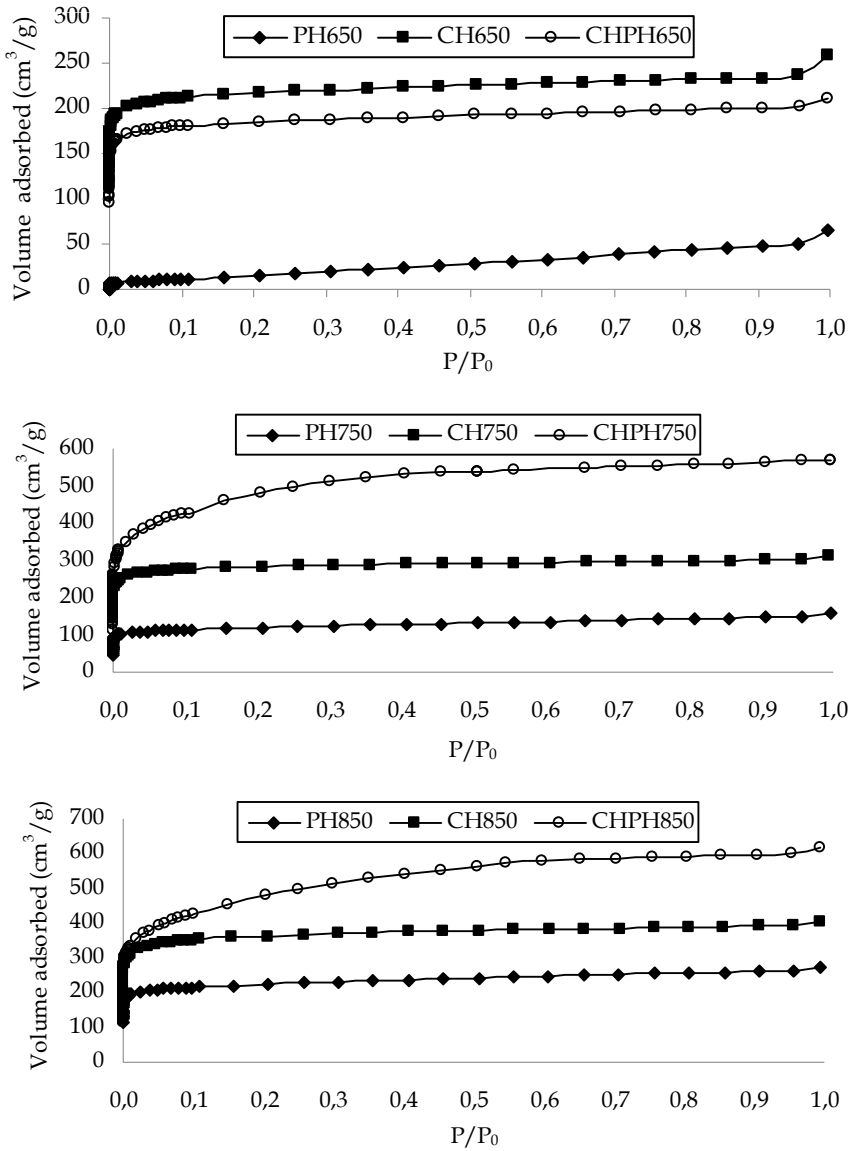 PH650 CH650 CHPH650
Volume adsorbed (cm³/g)
300
250
200
150
100
50
0
0,0 0,1 0,2 0,3 0,4 0,5 0,6 0,7 0,8 0,9 1,0
P/P₀
PH750 CH750 CHPH750
Volume adsorbed (cm³/g)
600
500
400
300
200
100
0
0,0 0,1 0,2 0,3 0,4 0,5 0,6 0,7 0,8 0,9 1,0
P/P₀
PH850 CH850 CHPH850
Volume adsorbed (cm³/g)
700
600
500
400
300
200
100
0
0,0 0,1 0,2 0,3 0,4 0,5 0,6 0,7 0,8 0,9 1,0
P/P₀